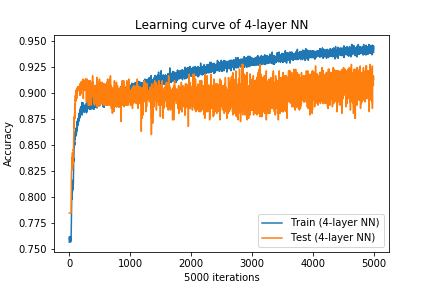 Learning curve of 4-layer NN
0.950
0.925
0.900
0.875
0.850
0.825
0.800
0.775
0.750
Accuracy
Train (4-layer NN)
Test (4-layer NN)
0 1000 2000 3000 4000 5000
5000 iterations